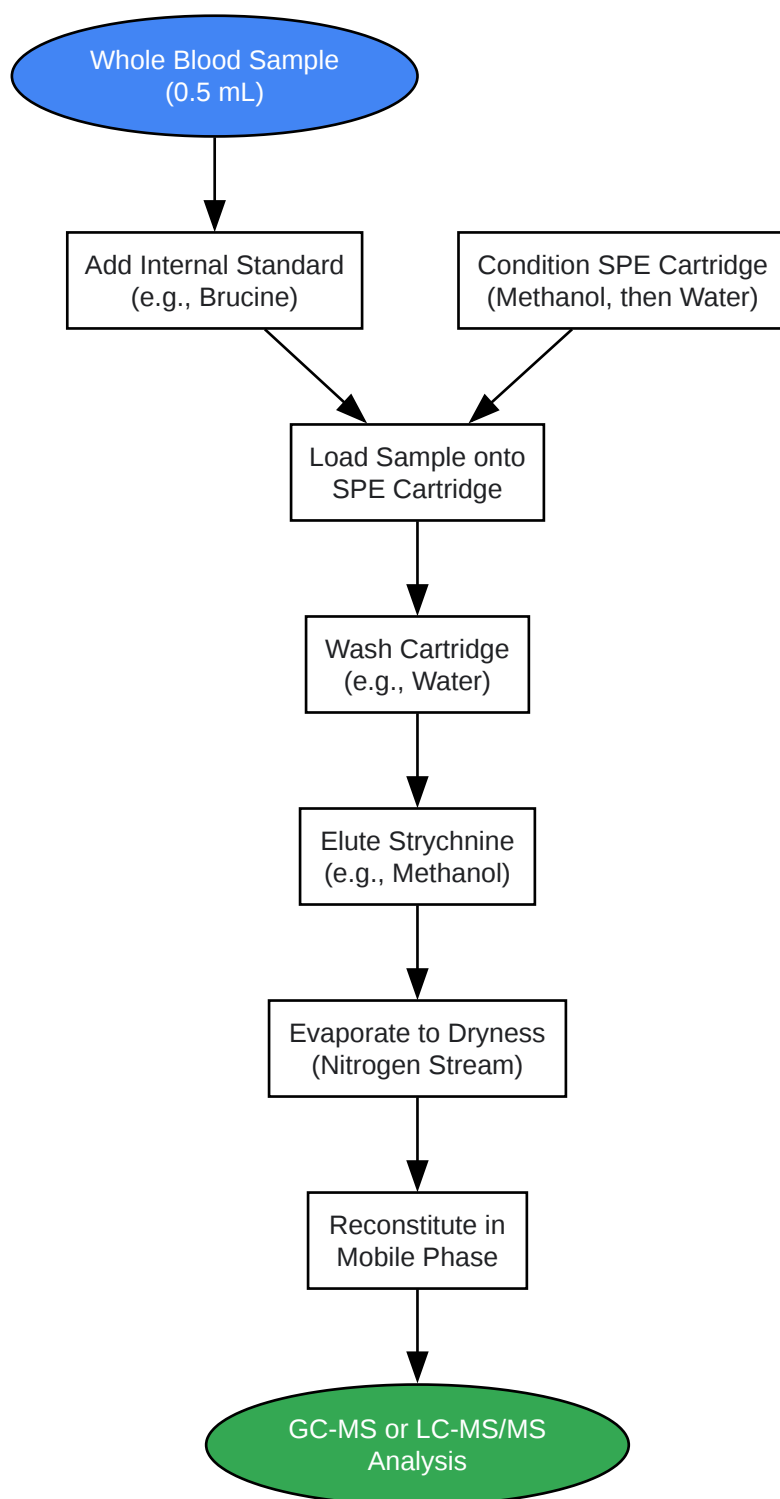 Whole Blood Sample
(0.5 mL)
Add Internal Standard
(e.g., Brucine)
Condition SPE Cartridge
(Methanol, then Water)
Load Sample onto
SPE Cartridge
Wash Cartridge
(e.g., Water)
Elute Strychnine
(e.g., Methanol)
Evaporate to Dryness
(Nitrogen Stream)
Reconstitute in
Mobile Phase
GC-MS or LC-MS/MS
Analysis